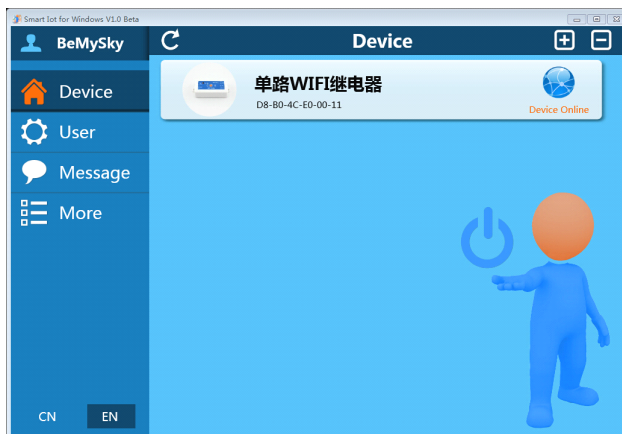 Smart Iot for Windows V1.0 Beta
BeMySky
Device
Device
User
Message
More
单路WIFI继电器
D8-B0-4C-E0-00-11
Device Online
CN
EN